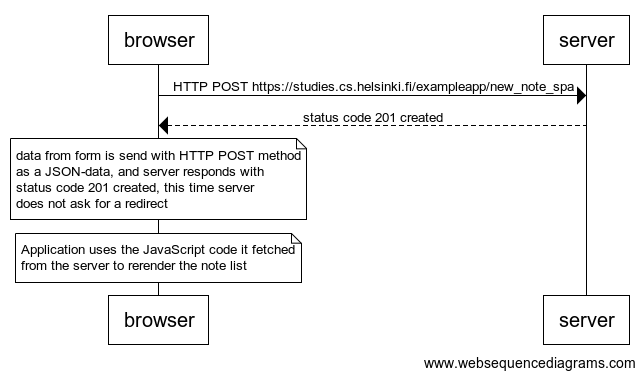 browser
server
HTTP POST https://studies.cs.helsinki.fi/exampleapp/new_note_spa
status code 201 created
data from form is send with HTTP POST method
as a JSON-data, and server responds with
status code 201 created, this time server
does not ask for a redirect
Application uses the JavaScript code it fetched
from the server to rerender the note list
browser
server
www.websequencediagrams.com